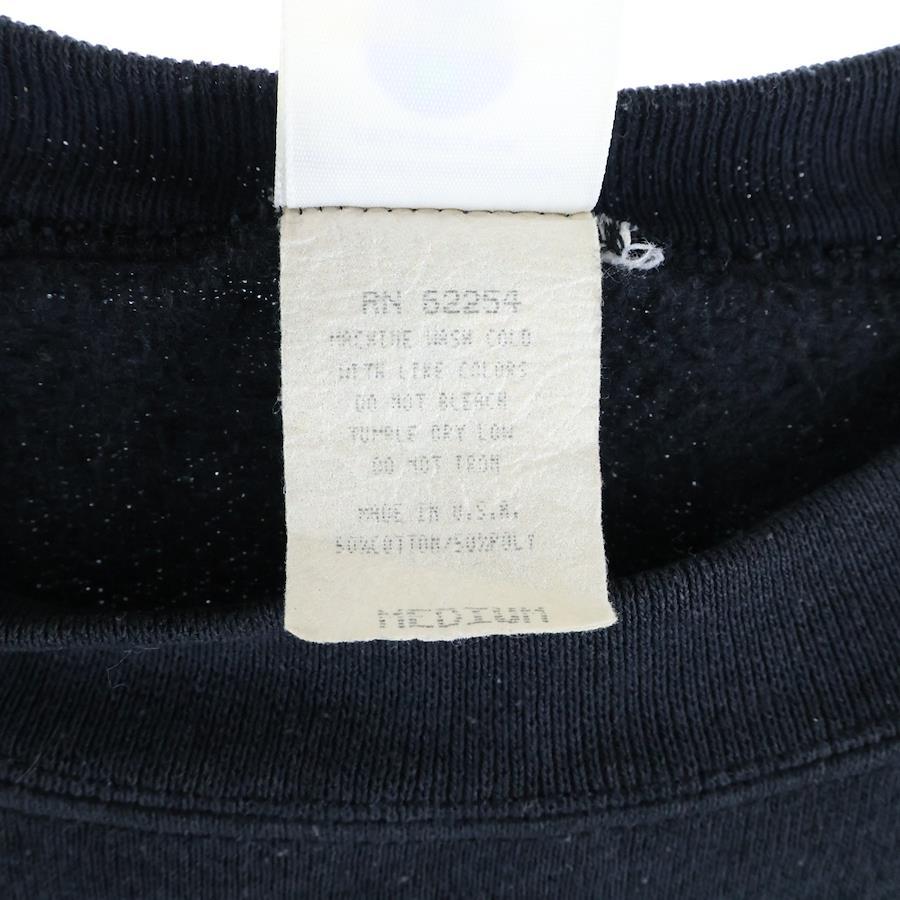 RN 62254
MACHINE WASH COLD
WITH LIKE COLORS
DO NOT BLEACH
TUMBLE DRY LOW
DO NOT IRON
MADE IN U.S.A.
50%COTTON/50%POLY
MEDIUM